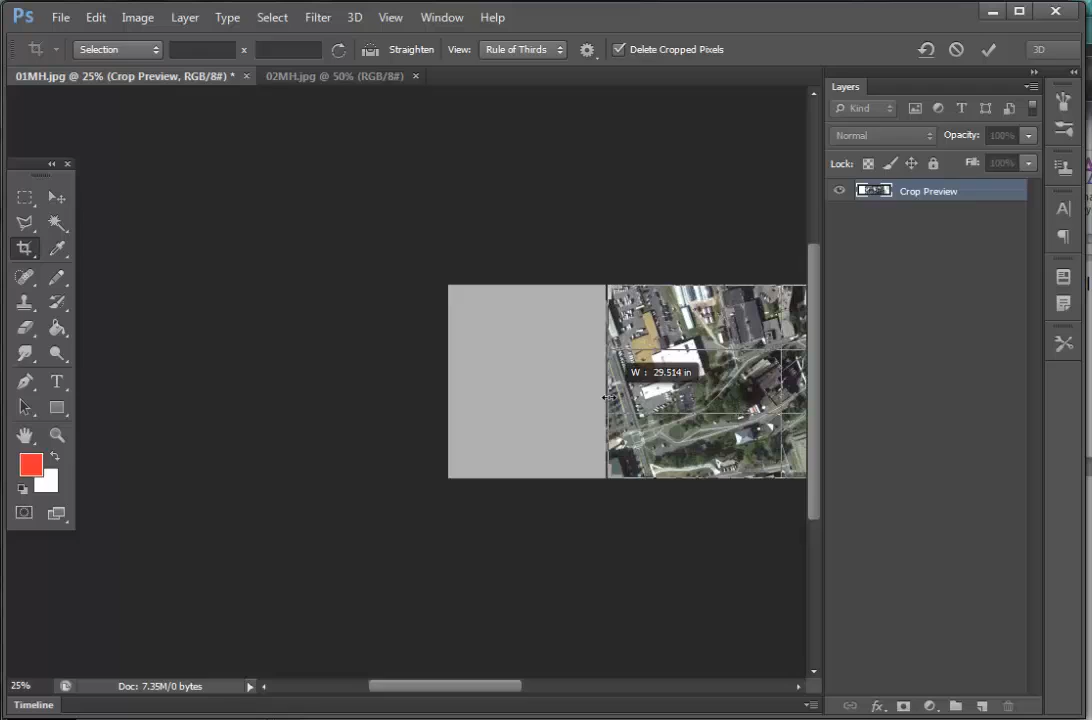 Ps File Edit Image Layer Type Select Filter 3D View Window Help
Selection x Straighten View: Rule of Thirds Delete Cropped Pixels 3D
01MH.jpg @ 25% (Crop Preview, RGB/8#) * × 02MH.jpg @ 50% (RGB/8#) ×
Layers
Kind
Normal Opacity: 100%
Lock: Fill: 100%
Crop Preview
W : 29.514 in
25% Doc: 7.35M/0 bytes
Timeline